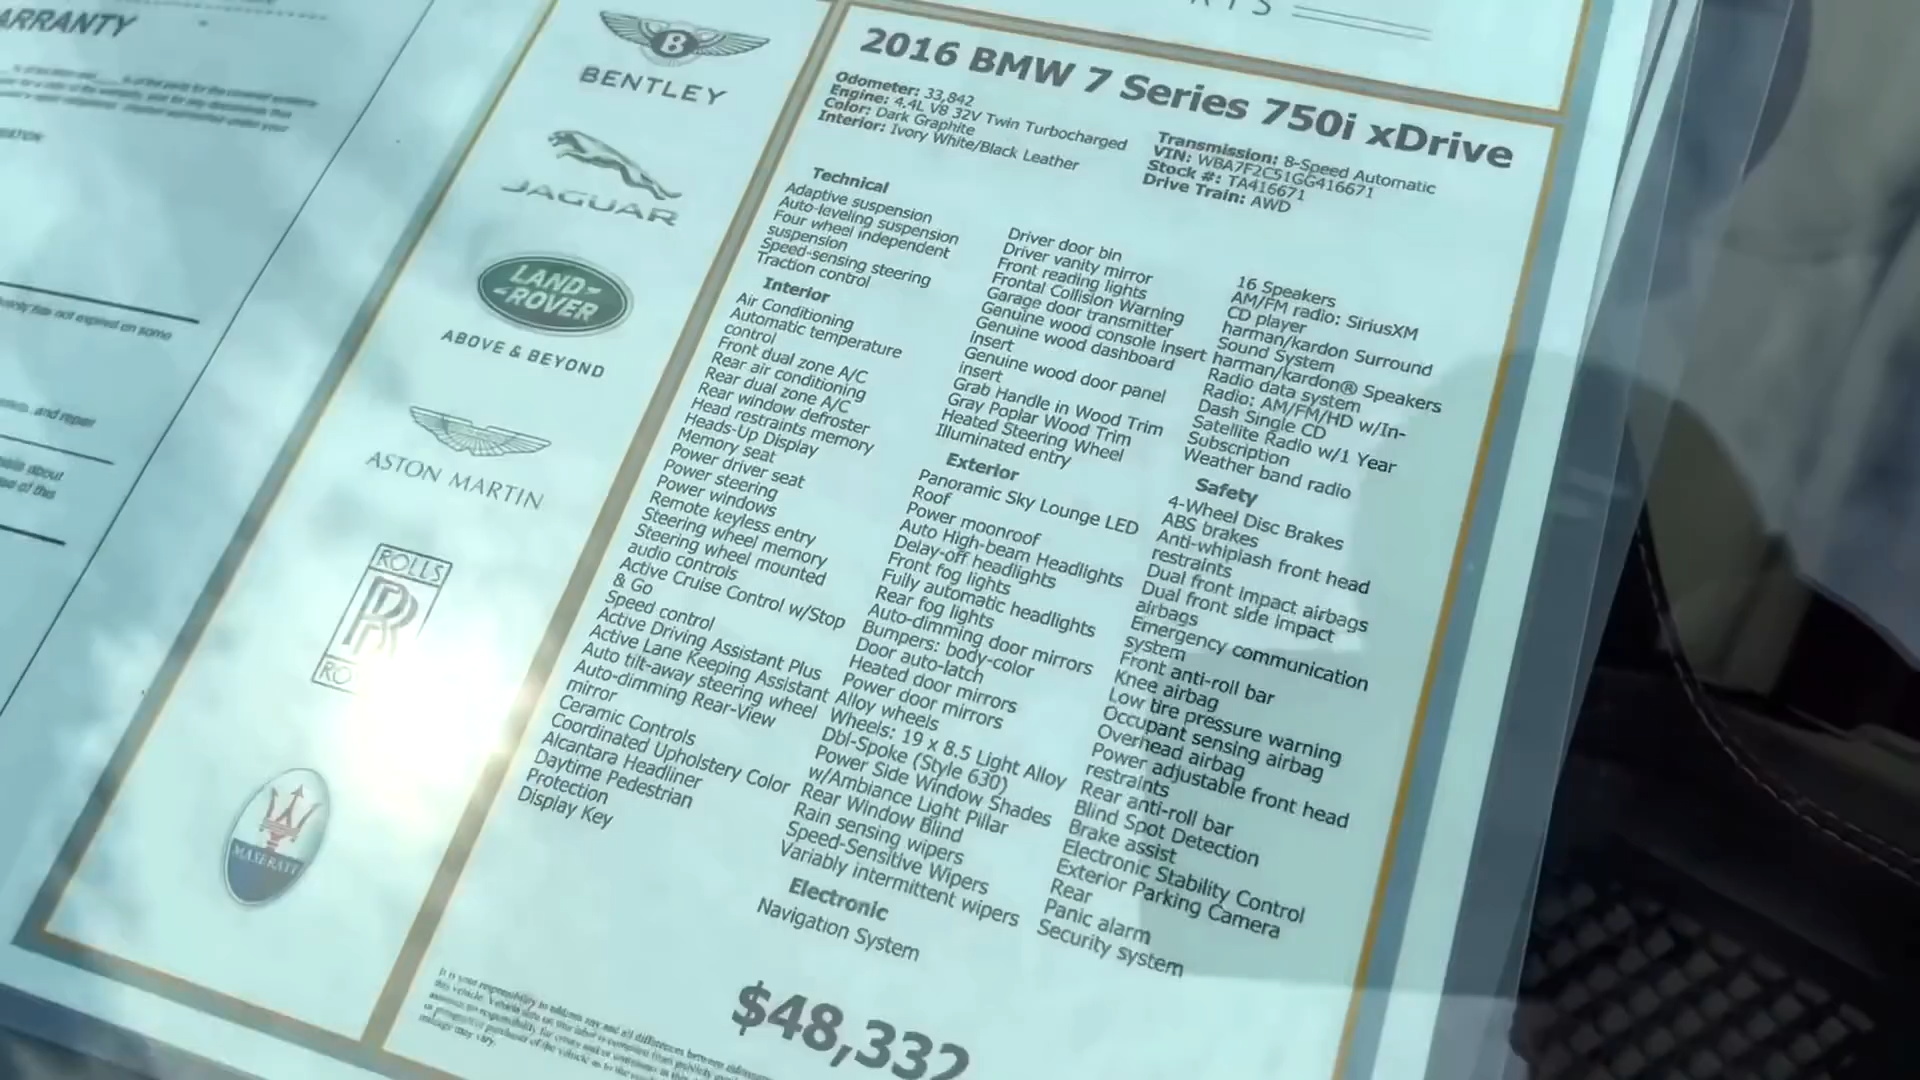 ARRANTY
BENTLEY
JAGUAR
LAND
ROVER
ABOVE & BEYOND
ASTON MARTIN
ROLLS
RR
RO
MASERATI
2016 BMW 7 Series 750i xDrive
Odometer: 33,842
Engine: 4.4L V8 32V Twin Turbocharged
Color: Dark Graphite
Interior: Ivory White/Black Leather
Transmission: 8-Speed Automatic
VIN: WBA7F2C51GG416671
Stock #: TA416671
Drive Train: AWD
Technical
Adaptive suspension
Auto-leveling suspension
Four wheel independent
suspension
Speed-sensing steering
Traction control
Interior
Air Conditioning
Automatic temperature
control
Front dual zone A/C
Rear air conditioning
Rear dual zone A/C
Rear window defroster
Head restraints memory
Heads-Up Display
Memory seat
Power driver seat
Power steering
Power windows
Remote keyless entry
Steering wheel memory
Steering wheel mounted
audio controls
Active Cruise Control w/Stop
& Go
Speed control
Active Driving Assistant Plus
Active Lane Keeping Assistant
Auto tilt-away steering wheel
Auto-dimming Rear-View
mirror
Ceramic Controls
Coordinated Upholstery Color
Alcantara Headliner
Daytime Pedestrian
Protection
Display Key
Driver door bin
Driver vanity mirror
Front reading lights
Frontal Collision Warning
Garage door transmitter
Genuine wood console insert
Genuine wood dashboard
insert
Genuine wood door panel
insert
Grab Handle in Wood Trim
Gray Poplar Wood Trim
Heated Steering Wheel
Illuminated entry
Exterior
Panoramic Sky Lounge LED
Roof
Power moonroof
Auto High-beam Headlights
Delay-off headlights
Front fog lights
Fully automatic headlights
Rear fog lights
Auto-dimming door mirrors
Bumpers: body-color
Door auto-latch
Heated door mirrors
Power door mirrors
Alloy wheels
Wheels: 19 x 8.5 Light Alloy
Dbl-Spoke (Style 630)
Power Side Window Shades
w/Ambiance Light Pillar
Rear Window Blind
Rain sensing wipers
Speed-Sensitive Wipers
Variably intermittent wipers
Electronic
Navigation System
16 Speakers
AM/FM radio: SiriusXM
CD player
harman/kardon Surround
Sound System
harman/kardon® Speakers
Radio data system
Radio: AM/FM/HD w/In-
Dash Single CD
Satellite Radio w/1 Year
Subscription
Weather band radio
Safety
4-Wheel Disc Brakes
ABS brakes
Anti-whiplash front head
restraints
Dual front impact airbags
Dual front side impact
airbags
Emergency communication
system
Front anti-roll bar
Knee airbag
Low tire pressure warning
Occupant sensing airbag
Overhead airbag
Power adjustable front head
restraints
Rear anti-roll bar
Blind Spot Detection
Brake assist
Electronic Stability Control
Exterior Parking Camera
Rear
Panic alarm
Security system
$48,332
It is your responsibility to address any and all differences between